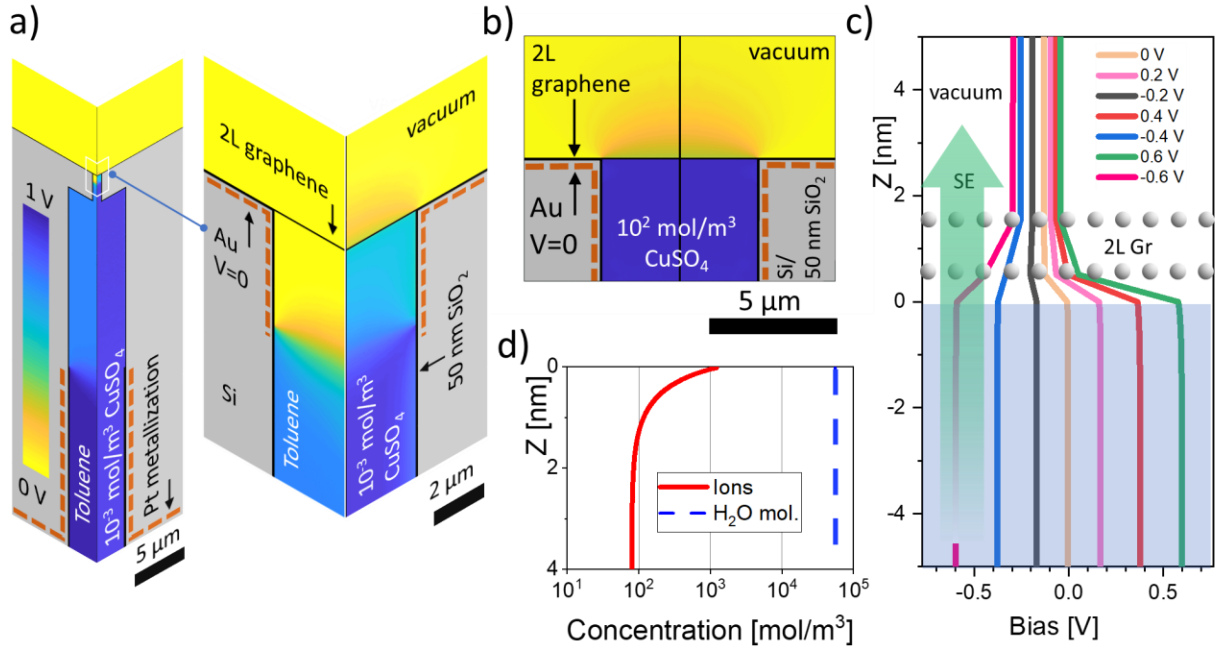 a)
1 V
0 V
Toluene
10⁻³ mol/m³ CuSO₄
Pt metallization
5 µm
2L graphene
vacuum
Au
V=0
Si
Toluene
10⁻³ mol/m³
CuSO₄
50 nm SiO₂
2 µm
b)
2L
graphene
vacuum
Au
V=0
10² mol/m³
CuSO₄
Si/
50 nm SiO₂
5 µm
d)
0
2
4
Z [nm]
Ions
H₂O mol.
10¹ 10² 10³ 10⁴ 10⁵
Concentration [mol/m³]
c)
4
2
0
-2
-4
Z [nm]
vacuum
SE
0 V
0.2 V
-0.2 V
0.4 V
-0.4 V
0.6 V
-0.6 V
2L Gr
-0.5 0.0 0.5
Bias [V]